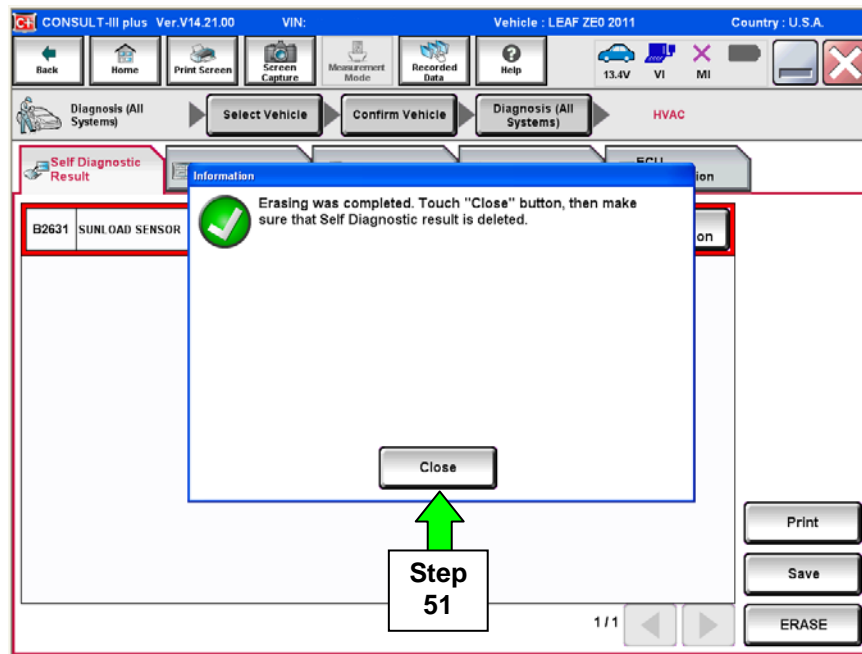 CONSULT-III plus Ver.V14.21.00 VIN: Vehicle : LEAF ZE0 2011 Country : U.S.A.
Back
Home
Print Screen
Screen
Capture
Measurement
Mode
Recorded
Data
Help
13.4V
VI
MI
Diagnosis (All
Systems)
Select Vehicle
Confirm Vehicle
Diagnosis (All
Systems)
HVAC
Self Diagnostic
Result
Information
Erasing was completed. Touch "Close" button, then make
sure that Self Diagnostic result is deleted.
B2631 SUNLOAD SENSOR
Close
Step
51
Print
Save
1/1
ERASE